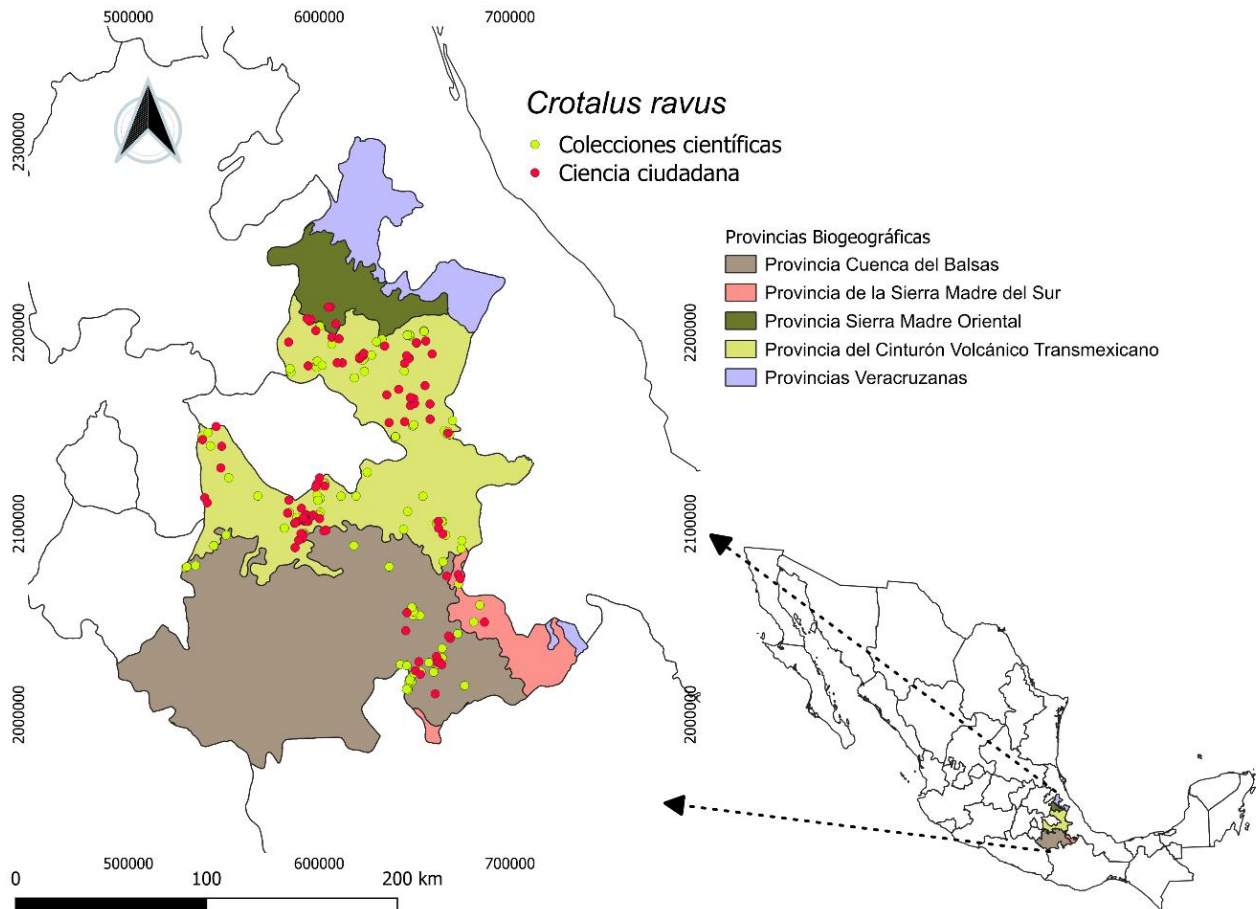 500000
600000
700000
2300000
2200000
2100000
2000000
Crotalus ravus
Colecciones científicas
Ciencia ciudadana
Provincias Biogeográficas
Provincia Cuenca del Balsas
Provincia de la Sierra Madre del Sur
Provincia Sierra Madre Oriental
Provincia del Cinturón Volcánico Transmexicano
Provincias Veracruzanas
2200000
2100000
2000000
500000
600000
700000
0
100
200 km